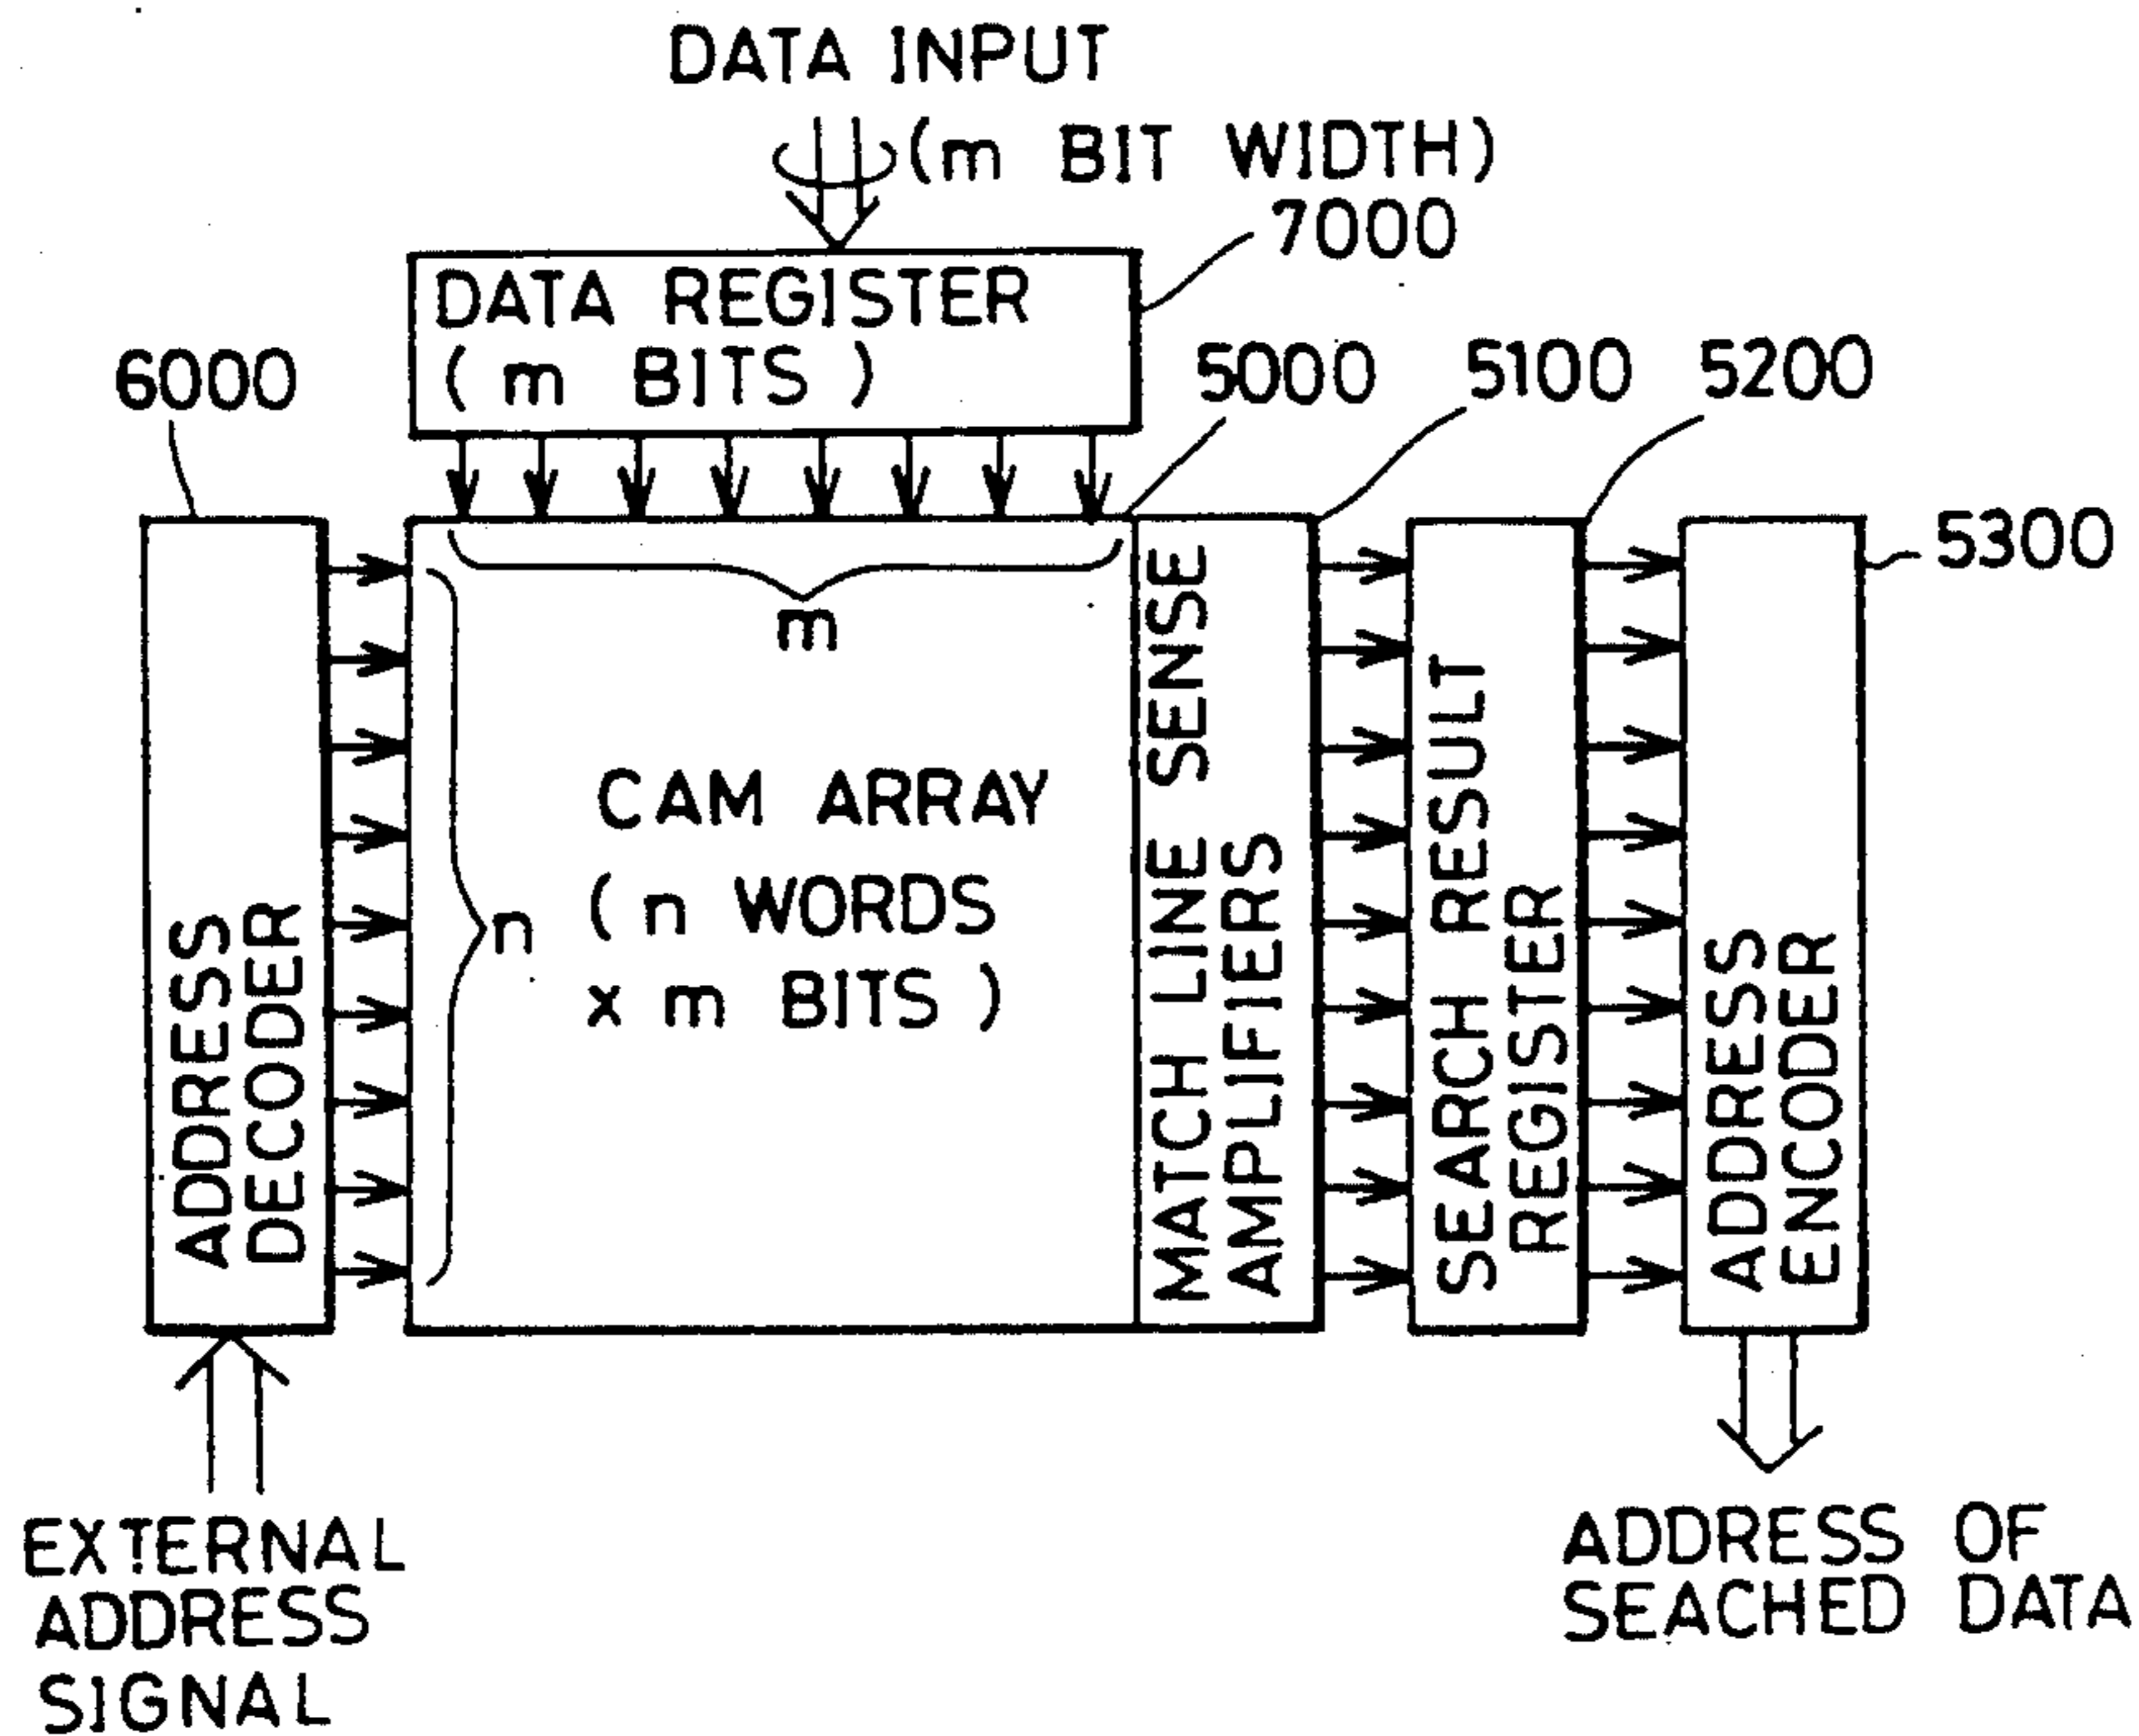 DATA INPUT
(m BIT WIDTH)
7000
DATA REGISTER
( m BITS )
6000
5000
5100
5200
5300
m
n
CAM ARRAY
( n WORDS
x m BITS )
ADDRESS
DECODER
MATCH LINE SENSE
AMPLIFIERS
SEARCH RESULT
REGISTER
ADDRESS
ENCODER
EXTERNAL
ADDRESS
SIGNAL
ADDRESS OF
SEACHED DATA